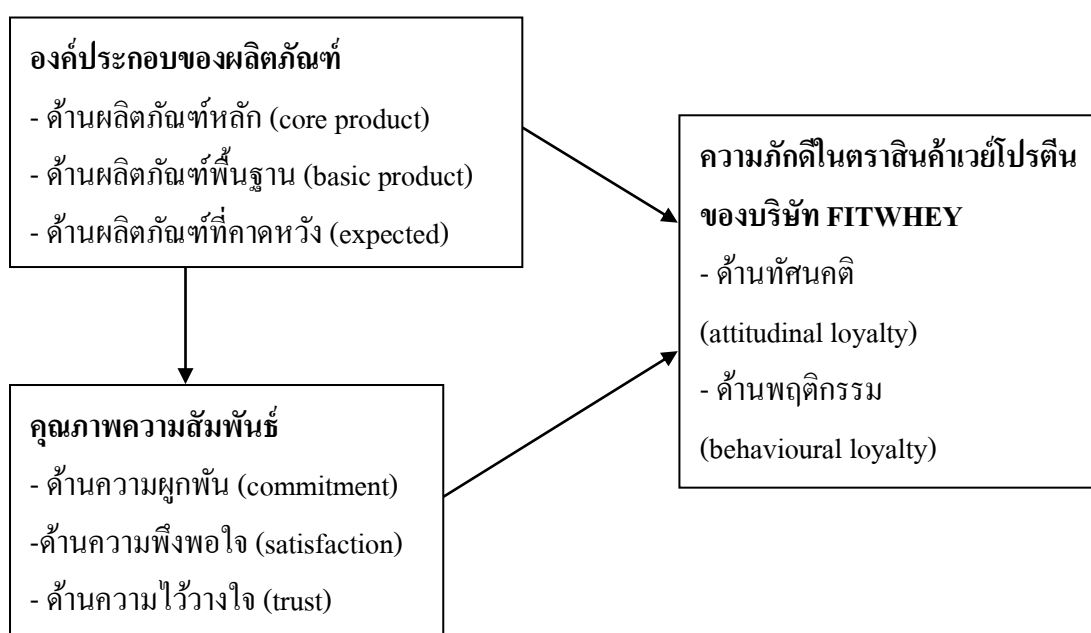 องค์ประกอบของผลิตภัณฑ์
- ด้านผลิตภัณฑ์หลัก (core product)
- ด้านผลิตภัณฑ์พื้นฐาน (basic product)
- ด้านผลิตภัณฑ์ที่คาดหวัง (expected)
คุณภาพความสัมพันธ์
- ด้านความผูกพัน (commitment)
-ด้านความพึงพอใจ (satisfaction)
- ด้านความไว้วางใจ (trust)
ความภักดีในตราสินค้าเวย์โปรตีน
ของบริษัท FITWHEY
- ด้านทัศนคติ
(attitudinal loyalty)
- ด้านพฤติกรรม
(behavioural loyalty)